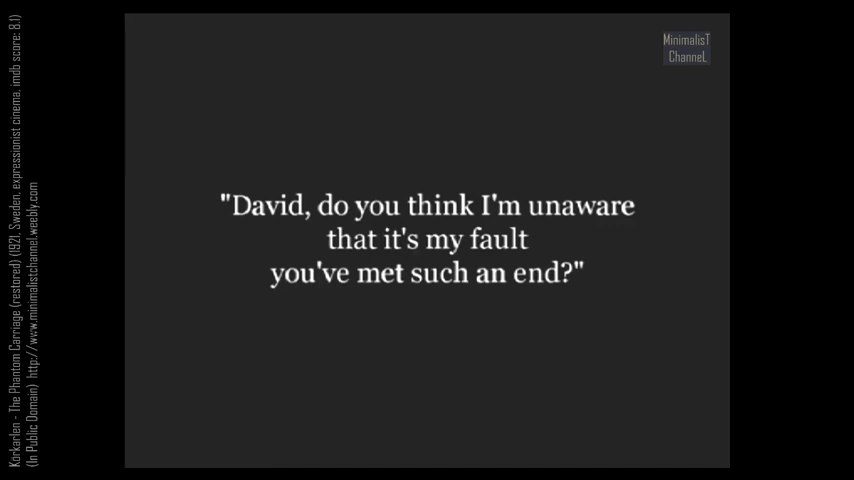 MinimalisT
ChanneL
"David, do you think I'm unaware
that it's my fault
you've met such an end?"
Körkarlen - The Phantom Carriage (restored) (1921, Sweden, expressionist cinema, imdb score: 8.1)
(In Public Domain) http://www.minimalistchannel.weebly.com